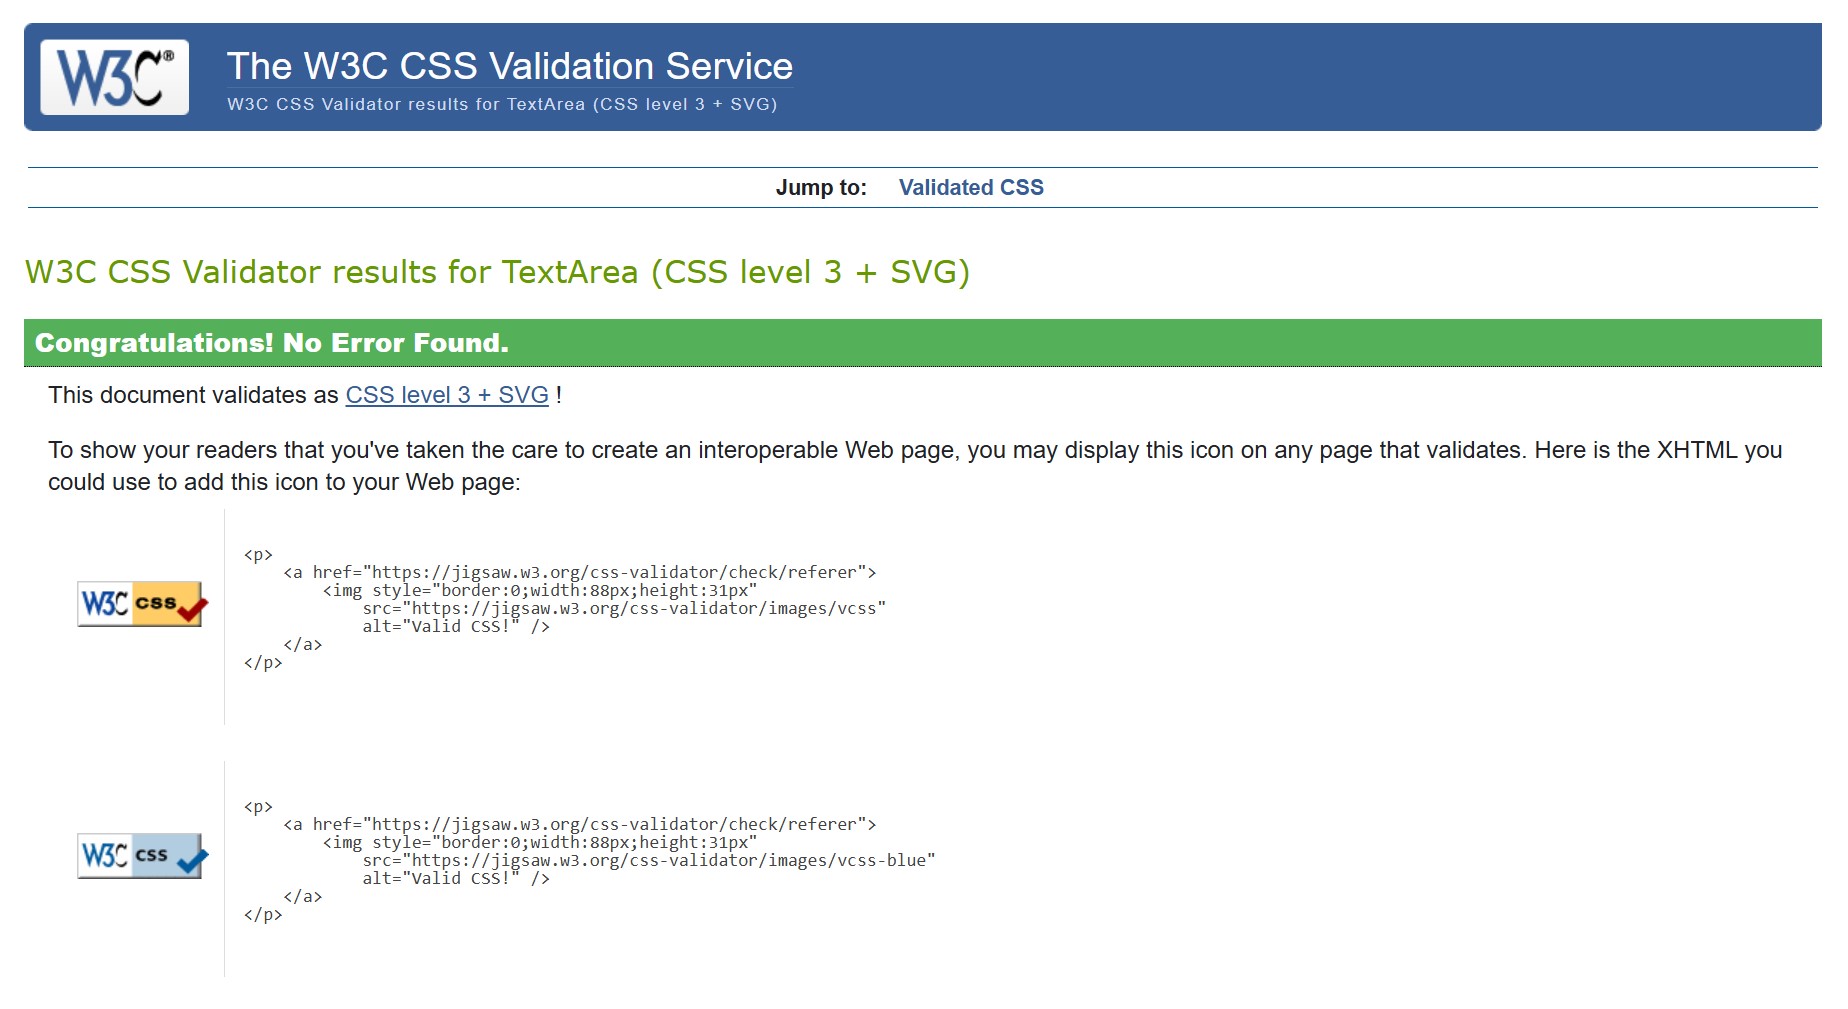 W3C®
The W3C CSS Validation Service
W3C CSS Validator results for TextArea (CSS level 3 + SVG)
Jump to: Validated CSS
W3C CSS Validator results for TextArea (CSS level 3 + SVG)
Congratulations! No Error Found.
This document validates as CSS level 3 + SVG !
To show your readers that you've taken the care to create an interoperable Web page, you may display this icon on any page that validates. Here is the XHTML you
could use to add this icon to your Web page:
<p>
    <a href="https://jigsaw.w3.org/css-validator/check/referer">
        <img style="border:0;width:88px;height:31px"
            src="https://jigsaw.w3.org/css-validator/images/vcss"
            alt="Valid CSS!" />
    </a>
</p>
W3C css
<p>
    <a href="https://jigsaw.w3.org/css-validator/check/referer">
        <img style="border:0;width:88px;height:31px"
            src="https://jigsaw.w3.org/css-validator/images/vcss-blue"
            alt="Valid CSS!" />
    </a>
</p>
W3C css